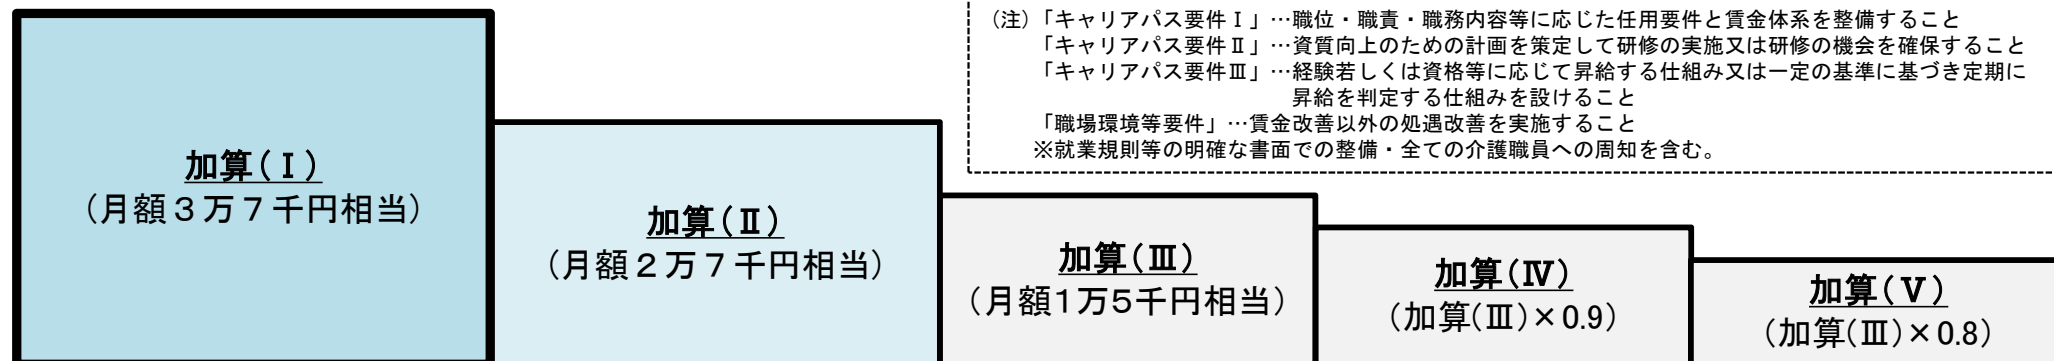 (注)「キャリアパス要件Ⅰ」…職位・職責・職務内容等に応じた任用要件と賃金体系を整備すること
「キャリアパス要件Ⅱ」…資質向上のための計画を策定して研修の実施又は研修の機会を確保すること
「キャリアパス要件Ⅲ」…経験若しくは資格等に応じて昇給する仕組み又は一定の基準に基づき定期に
昇給を判定する仕組みを設けること
「職場環境等要件」…賃金改善以外の処遇改善を実施すること
※就業規則等の明確な書面での整備・全ての介護職員への周知を含む。
加算(Ⅰ)
(月額3万7千円相当)
加算(Ⅱ)
(月額2万7千円相当)
加算(Ⅲ)
(月額1万5千円相当)
加算(Ⅳ)
(加算(Ⅲ)×0.9)
加算(Ⅴ)
(加算(Ⅲ)×0.8)